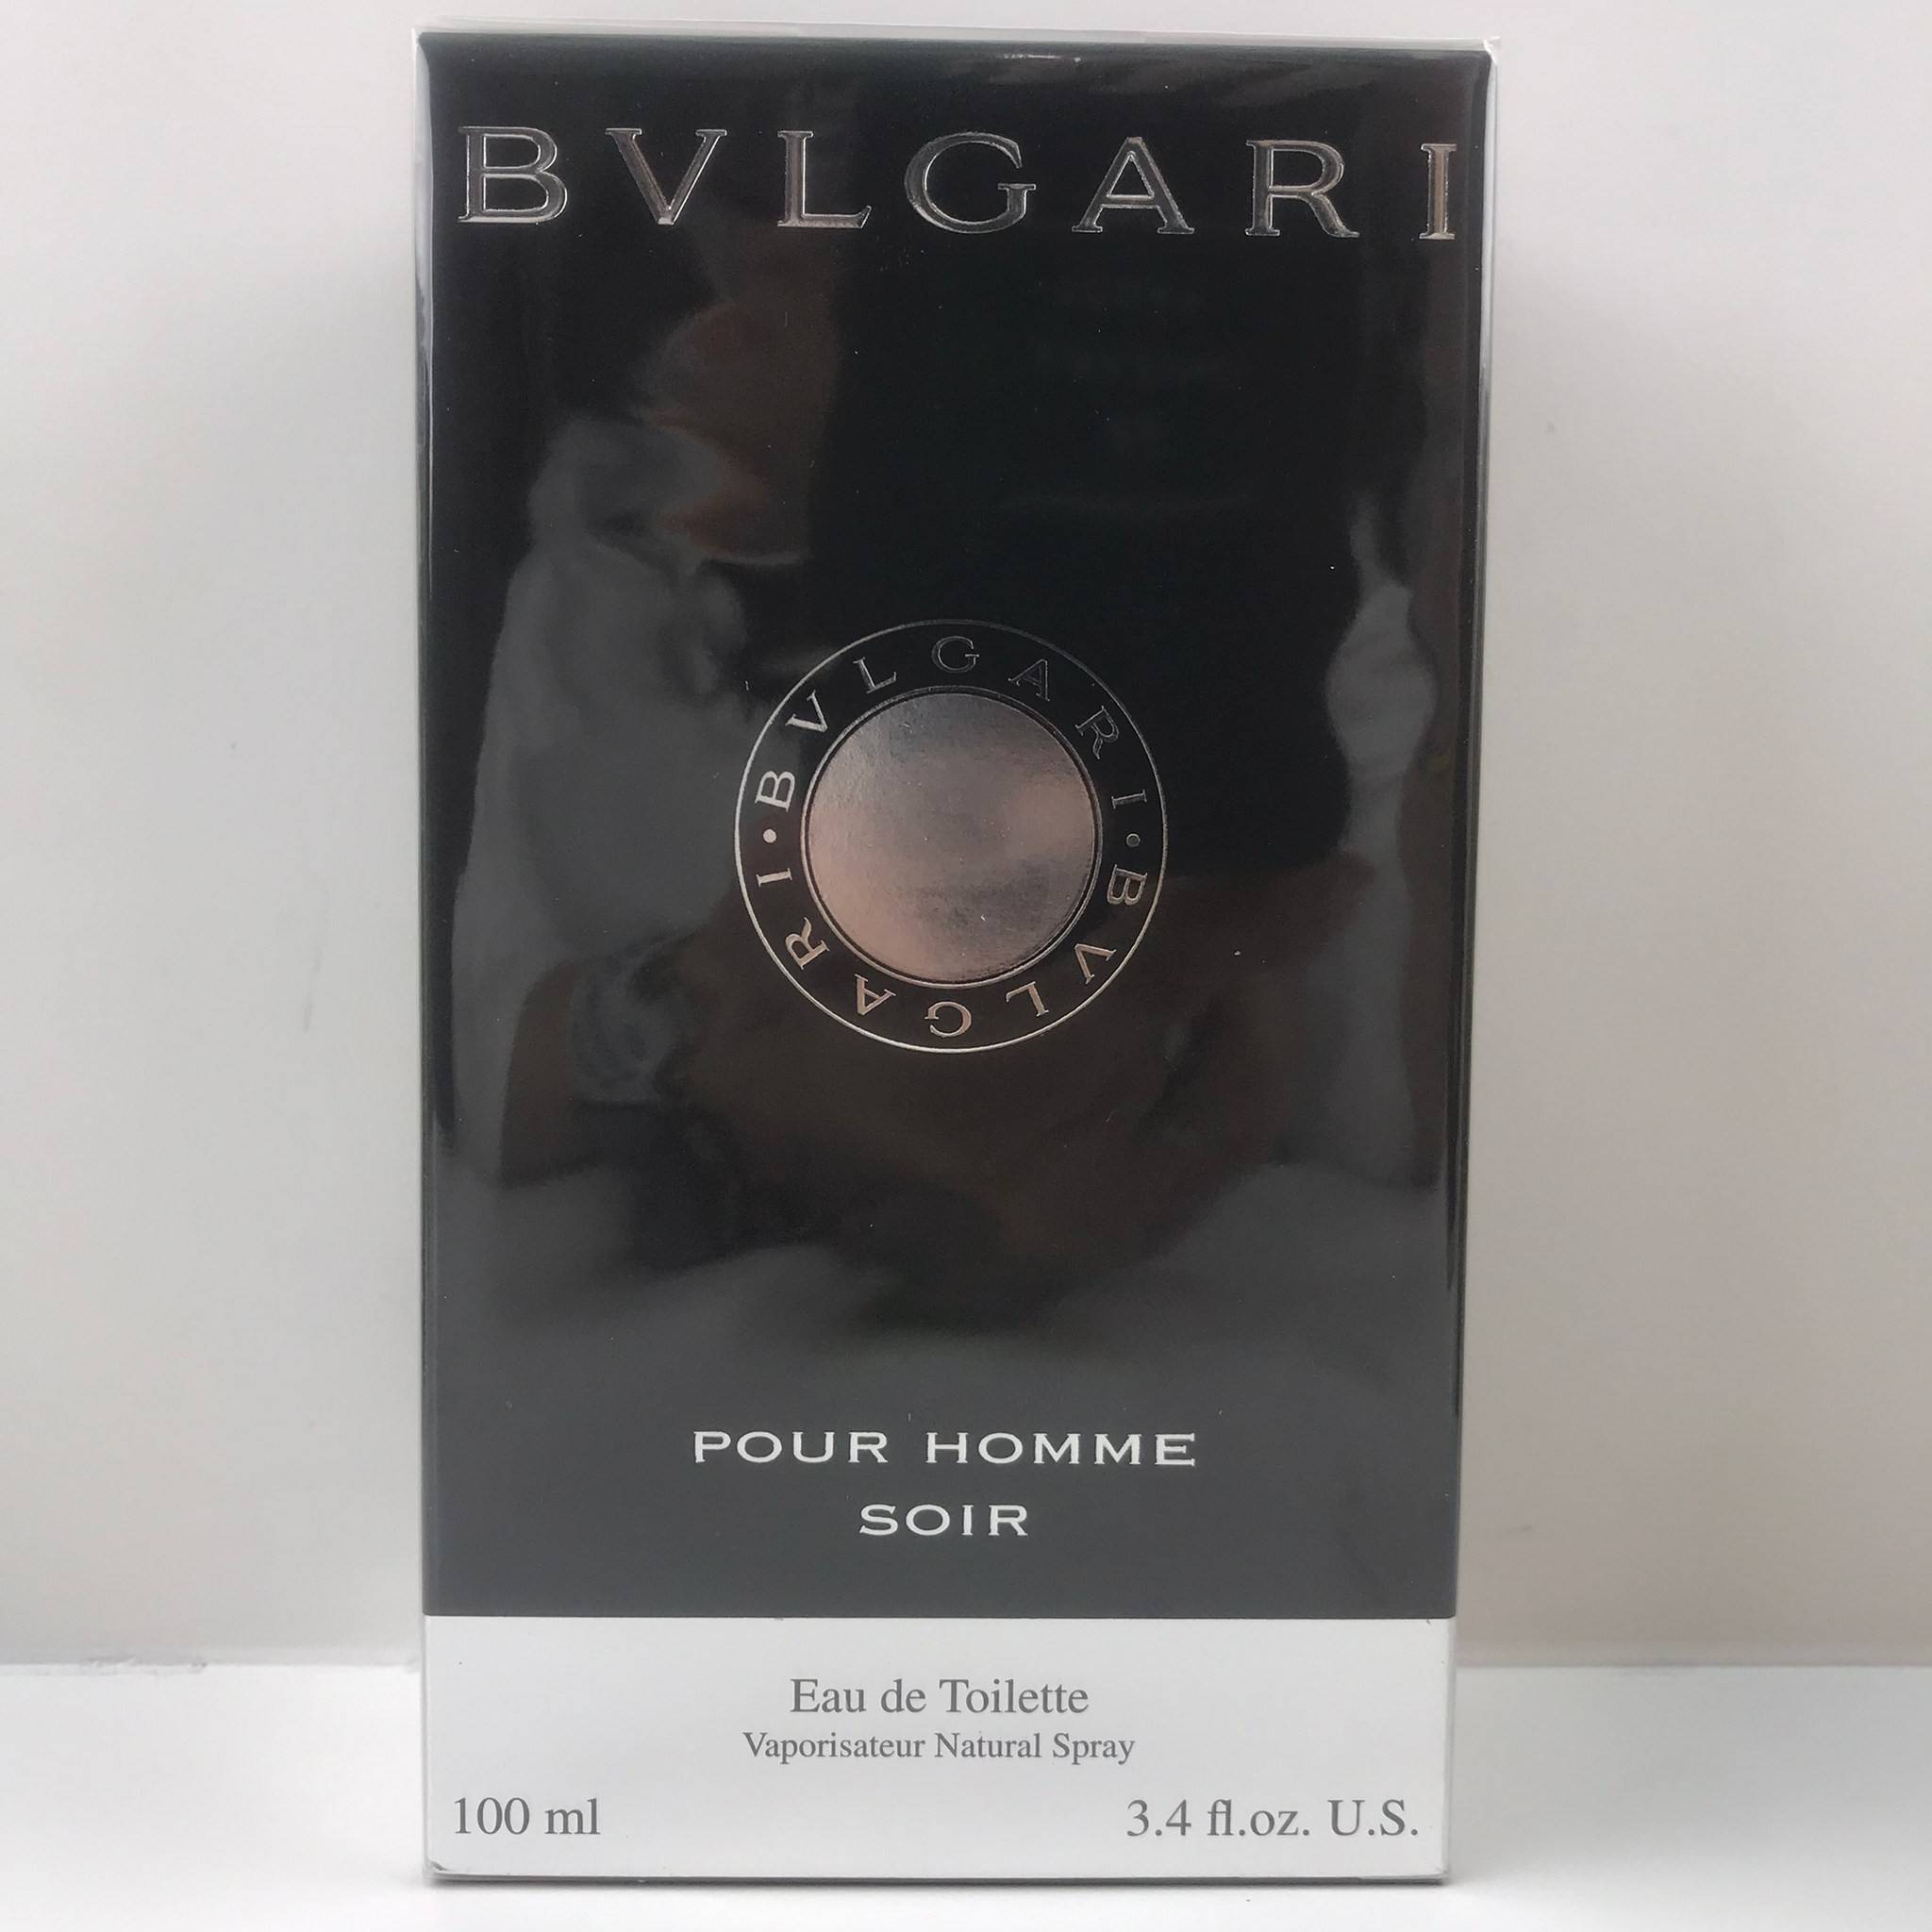 BVLGARI
BVLGARI • BVLGARI •
POUR HOMME
SOIR
Eau de Toilette
Vaporisateur Natural Spray
100 ml 3.4 fl.oz. U.S.